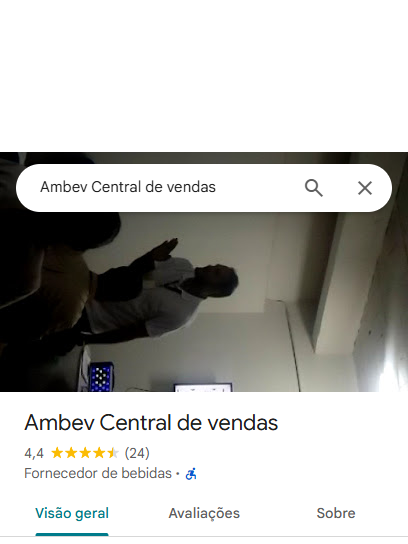 Ambev Central de vendas
Ambev Central de vendas
4,4 (24)
Fornecedor de bebidas ·
Visão geral Avaliações Sobre